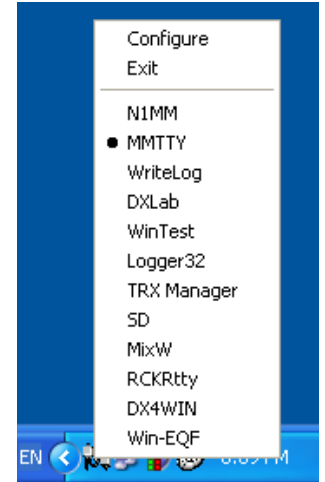 Configure
Exit
N1MM
MMTTY
WriteLog
DXLab
WinTest
Logger32
TRX Manager
SD
MixW
RCKRtty
DX4WIN
Win-EQF
EN